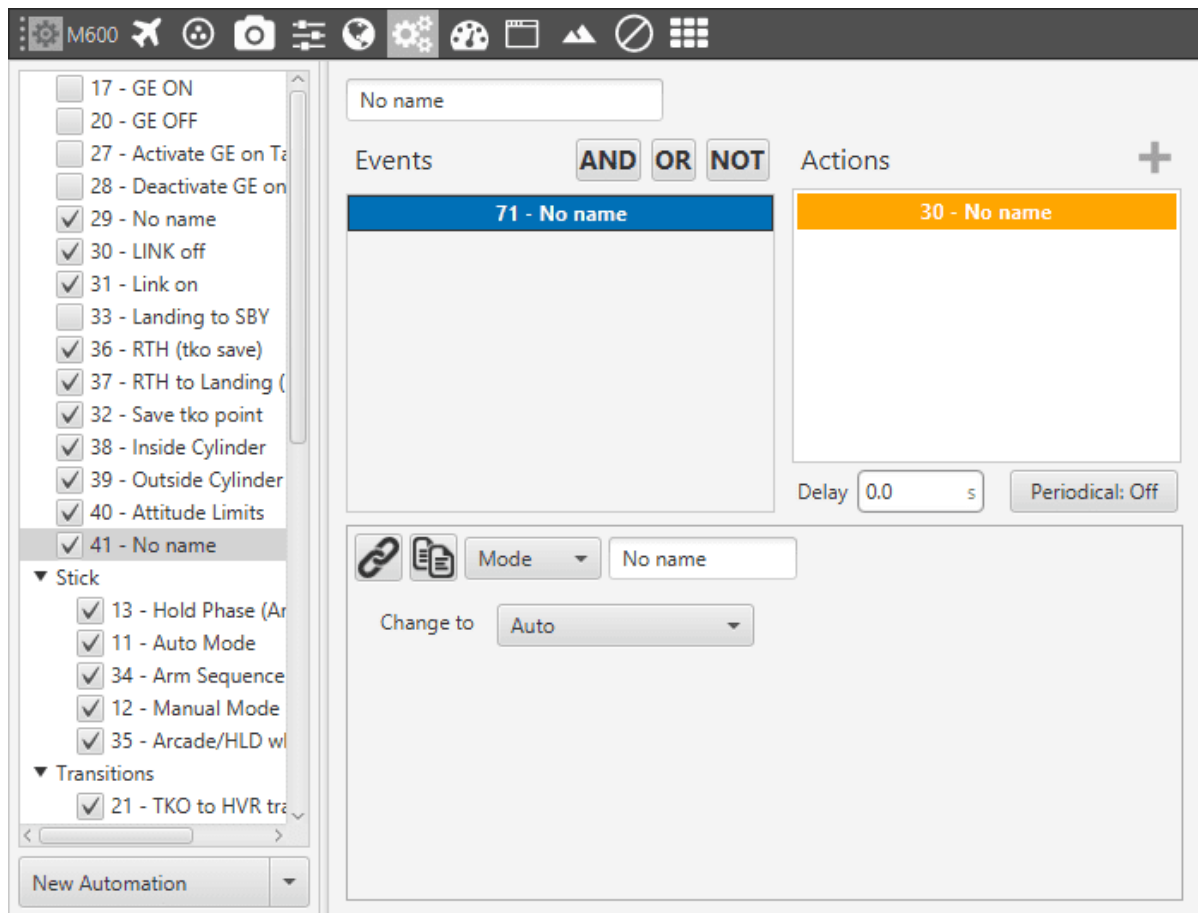 M600
17 - GE ON
20 - GE OFF
27 - Activate GE on Ta
28 - Deactivate GE on
29 - No name
30 - LINK off
31 - Link on
33 - Landing to SBY
36 - RTH (tko save)
37 - RTH to Landing (
32 - Save tko point
38 - Inside Cylinder
39 - Outside Cylinder
40 - Attitude Limits
41 - No name
Stick
13 - Hold Phase (Ar
11 - Auto Mode
34 - Arm Sequence
12 - Manual Mode
35 - Arcade/HLD wl
Transitions
21 - TKO to HVR tra
New Automation
No name
Events AND OR NOT
71 - No name
Actions
30 - No name
Delay 0.0 s Periodical: Off
Mode No name
Change to Auto